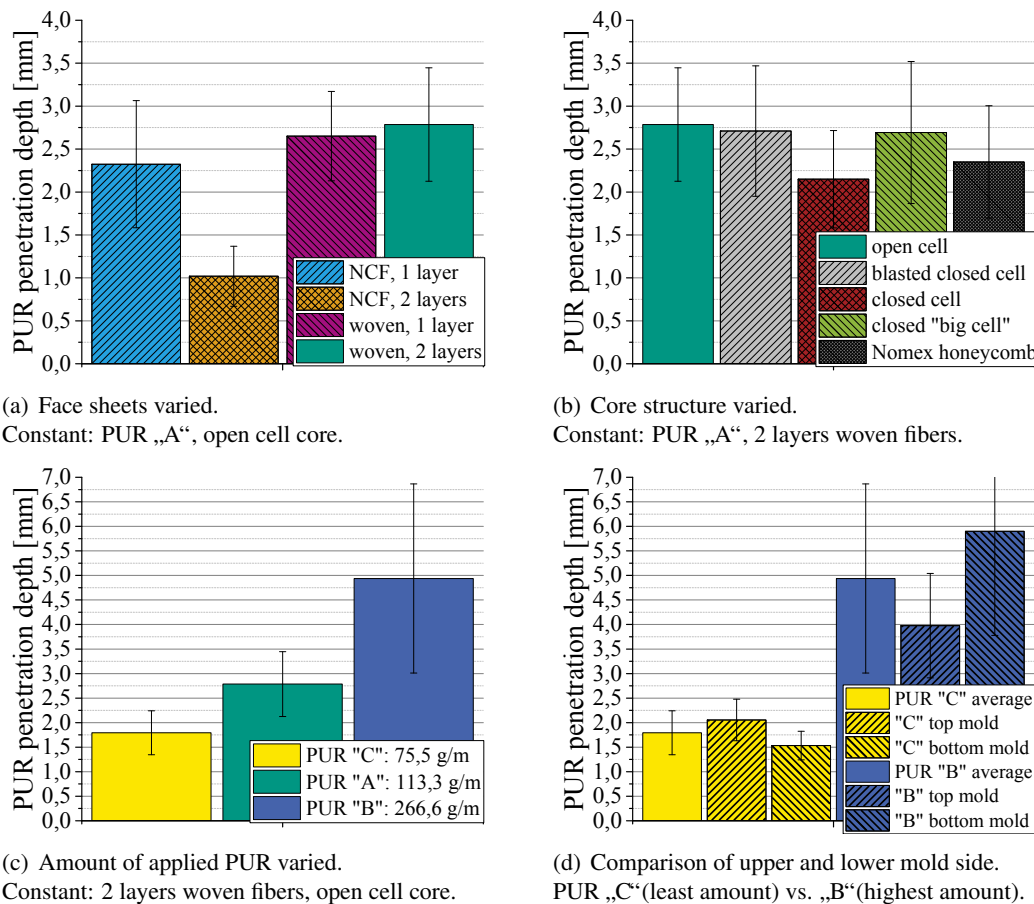 PUR penetration depth [mm]
4,0
3,5
3,0
2,5
2,0
1,5
1,0
0,5
0,0
NCF, 1 layer
NCF, 2 layers
woven, 1 layer
woven, 2 layers
(a) Face sheets varied.
Constant: PUR „A“, open cell core.
PUR penetration depth [mm]
4,0
3,5
3,0
2,5
2,0
1,5
1,0
0,5
0,0
open cell
blasted closed cell
closed cell
closed "big cell"
Nomex honeycomb
(b) Core structure varied.
Constant: PUR „A“, 2 layers woven fibers.
PUR penetration depth [mm]
7,0
6,5
6,0
5,5
5,0
4,5
4,0
3,5
3,0
2,5
2,0
1,5
1,0
0,5
0,0
PUR "C": 75,5 g/m
PUR "A": 113,3 g/m
PUR "B": 266,6 g/m
(c) Amount of applied PUR varied.
Constant: 2 layers woven fibers, open cell core.
PUR penetration depth [mm]
7,0
6,5
6,0
5,5
5,0
4,5
4,0
3,5
3,0
2,5
2,0
1,5
1,0
0,5
0,0
PUR "C" average
"C" top mold
"C" bottom mold
PUR "B" average
"B" top mold
"B" bottom mold
(d) Comparison of upper and lower mold side.
PUR „C“(least amount) vs. „B“(highest amount).